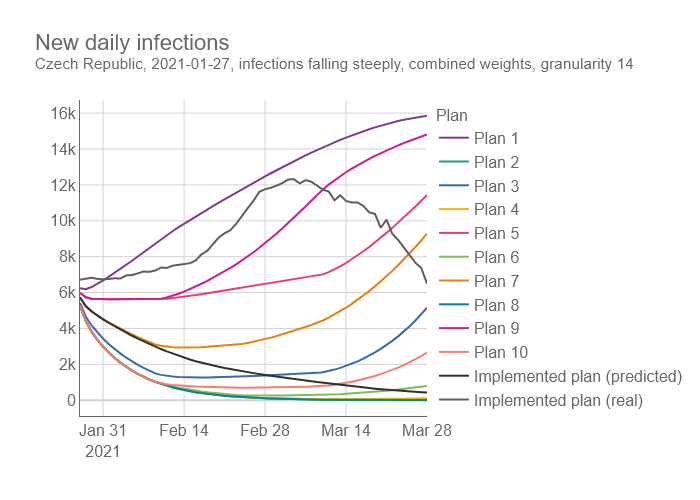 New daily infections
Czech Republic, 2021-01-27, infections falling steeply, combined weights, granularity 14
16k
14k
12k
10k
8k
6k
4k
2k
0
Jan 31
2021
Feb 14
Feb 28
Mar 14
Mar 28
Plan
Plan 1
Plan 2
Plan 3
Plan 4
Plan 5
Plan 6
Plan 7
Plan 8
Plan 9
Plan 10
Implemented plan (predicted)
Implemented plan (real)